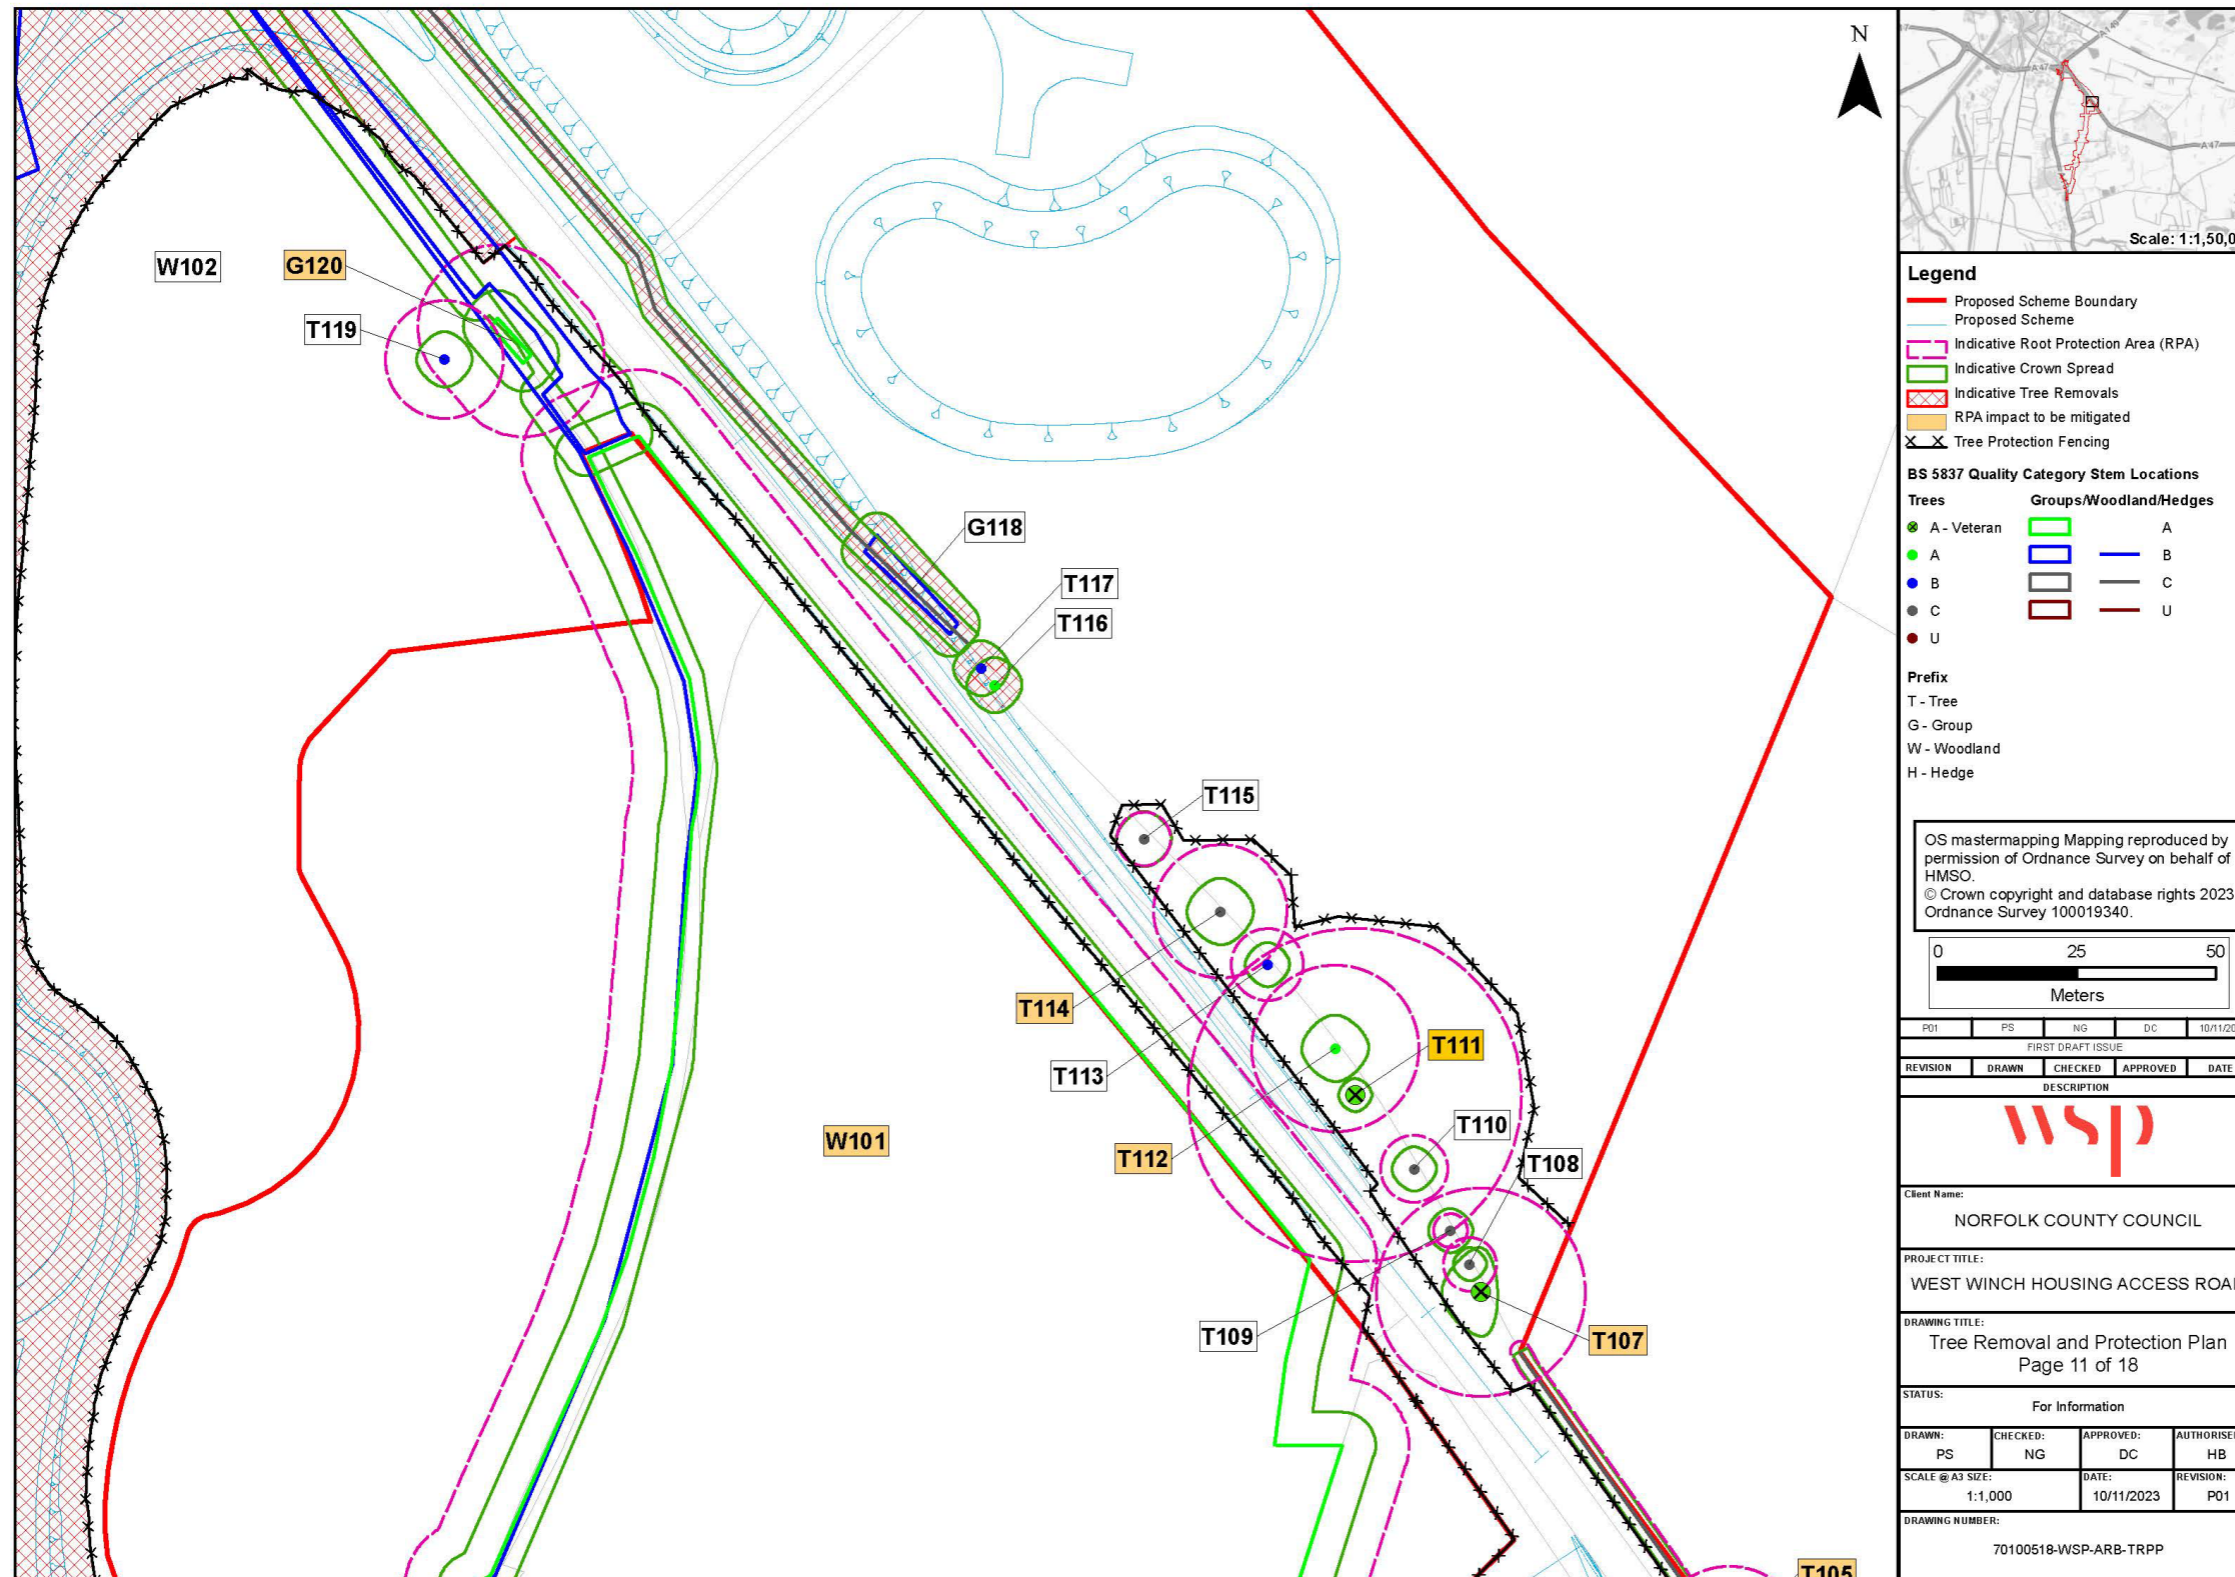 W102
G120
T119
G118
T117
T116
T115
T114
T113
T112
T111
T110
T108
T109
T107
W101
T105
N
A 47
A 149
A47
Scale: 1:1,50,0
Legend
Proposed Scheme Boundary
Proposed Scheme
Indicative Root Protection Area (RPA)
Indicative Crown Spread
Indicative Tree Removals
RPA impact to be mitigated
Tree Protection Fencing
BS 5837 Quality Category Stem Locations
Trees Groups/Woodland/Hedges
A - Veteran A
A B
B C
C U
U
Prefix
T - Tree
G - Group
W - Woodland
H - Hedge
OS mastermapping Mapping reproduced by
permission of Ordnance Survey on behalf of
HMSO.
© Crown copyright and database rights 2023
Ordnance Survey 100019340.
0 25 50
Meters
P01 PS NG DC 10/11/20
FIRST DRAFT ISSUE
REVISION DRAWN CHECKED APPROVED DATE
DESCRIPTION
wsp
Client Name:
NORFOLK COUNTY COUNCIL
PROJECT TITLE:
WEST WINCH HOUSING ACCESS ROA
DRAWING TITLE:
Tree Removal and Protection Plan
Page 11 of 18
STATUS:
For Information
DRAWN: CHECKED: APPROVED: AUTHORISE
PS NG DC HB
SCALE @ A3 SIZE: DATE: REVISION:
1:1,000 10/11/2023 P01
DRAWING NUMBER:
70100518-WSP-ARB-TRPP